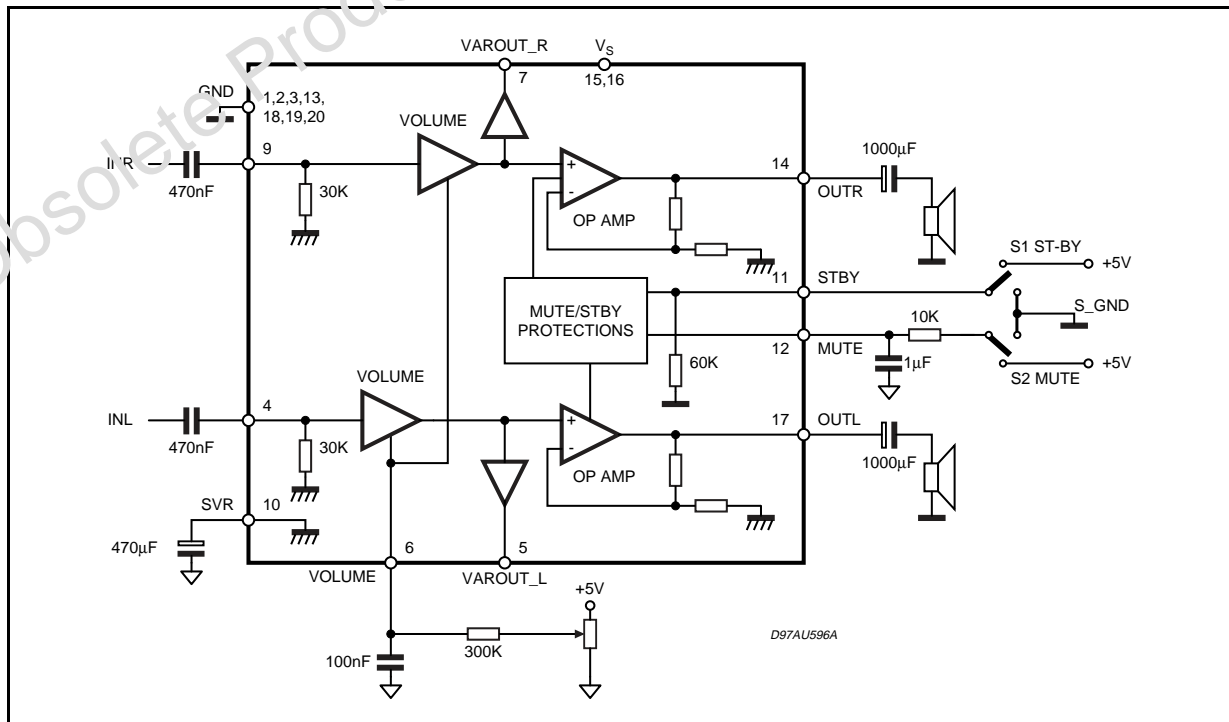 Obsolete Produ
VAROUT_R
VS
7
15,16
GND
1,2,3,13,
18,19,20
VOLUME
9
INR
470nF
30K
+
-
OP AMP
14
1000µF
OUTR
S1 ST-BY
+5V
11
STBY
MUTE/STBY
PROTECTIONS
S_GND
10K
12
MUTE
60K
1µF
+5V
S2 MUTE
VOLUME
4
INL
470nF
30K
+
-
OP AMP
17
OUTL
1000µF
SVR
10
470µF
6
5
VOLUME
VAROUT_L
+5V
300K
100nF
D97AU596A